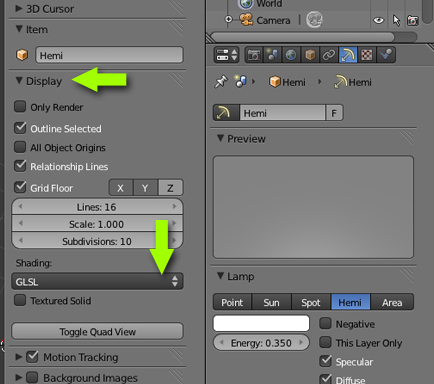 3D Cursor
Item
Hemi
Display
Only Render
Outline Selected
All Object Origins
Relationship Lines
Grid Floor X Y Z
Lines: 16
Scale: 1.000
Subdivisions: 10
Shading:
GLSL
Textured Solid
Toggle Quad View
Motion Tracking
Background Images
World
Camera
Hemi Hemi
Hemi F
Preview
Lamp
Point Sun Spot Hemi Area
Negative
Energy: 0.350 This Layer Only
Specular
Diffuse